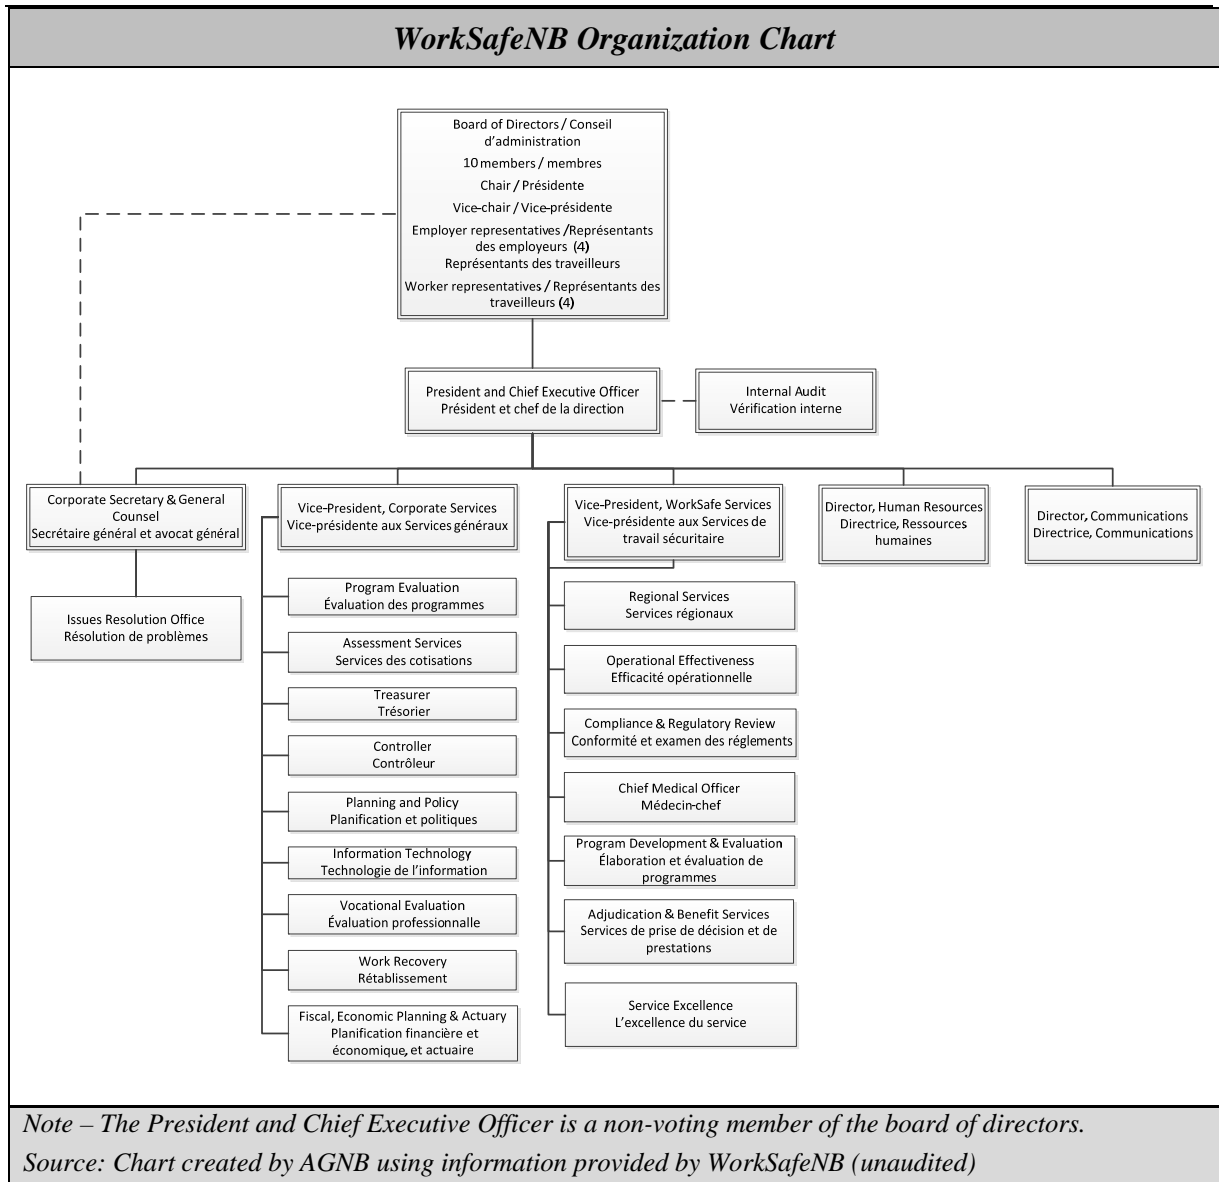 WorkSafeNB Organization Chart
Board of Directors / Conseil
d'administration
10 members / membres
Chair / Présidente
Vice-chair / Vice-présidente
Employer representatives /Représentants
des employeurs (4)
Représentants des traveilleurs
Worker representatives / Représentants des
traveilleurs (4)
President and Chief Executive Officer
Président et chef de la direction
Internal Audit
Vérification interne
Corporate Secretary & General
Counsel
Secrétaire général et avocat général
Vice-President, Corporate Services
Vice-présidente aux Services généraux
Vice-President, WorkSafe Services
Vice-présidente aux Services de
travail sécuritaire
Director, Human Resources
Directrice, Ressources
humaines
Director, Communications
Directrice, Communications
Issues Resolution Office
Résolution de problèmes
Program Evaluation
Évaluation des programmes
Assessment Services
Services des cotisations
Treasurer
Trésorier
Controller
Contrôleur
Planning and Policy
Planification et politiques
Information Technology
Technologie de l'information
Vocational Evaluation
Évaluation professionnalle
Work Recovery
Rétablissement
Fiscal, Economic Planning & Actuary
Planification financière et
économique, et actuaire
Regional Services
Services régionaux
Operational Effectiveness
Efficacité opérationnelle
Compliance & Regulatory Review
Conformité et examen des réglements
Chief Medical Officer
Médecin-chef
Program Development & Evaluation
Élaboration et évaluation de
programmes
Adjudication & Benefit Services
Services de prise de décision et de
prestations
Service Excellence
L'excellence du service
Note – The President and Chief Executive Officer is a non-voting member of the board of directors.
Source: Chart created by AGNB using information provided by WorkSafeNB (unaudited)